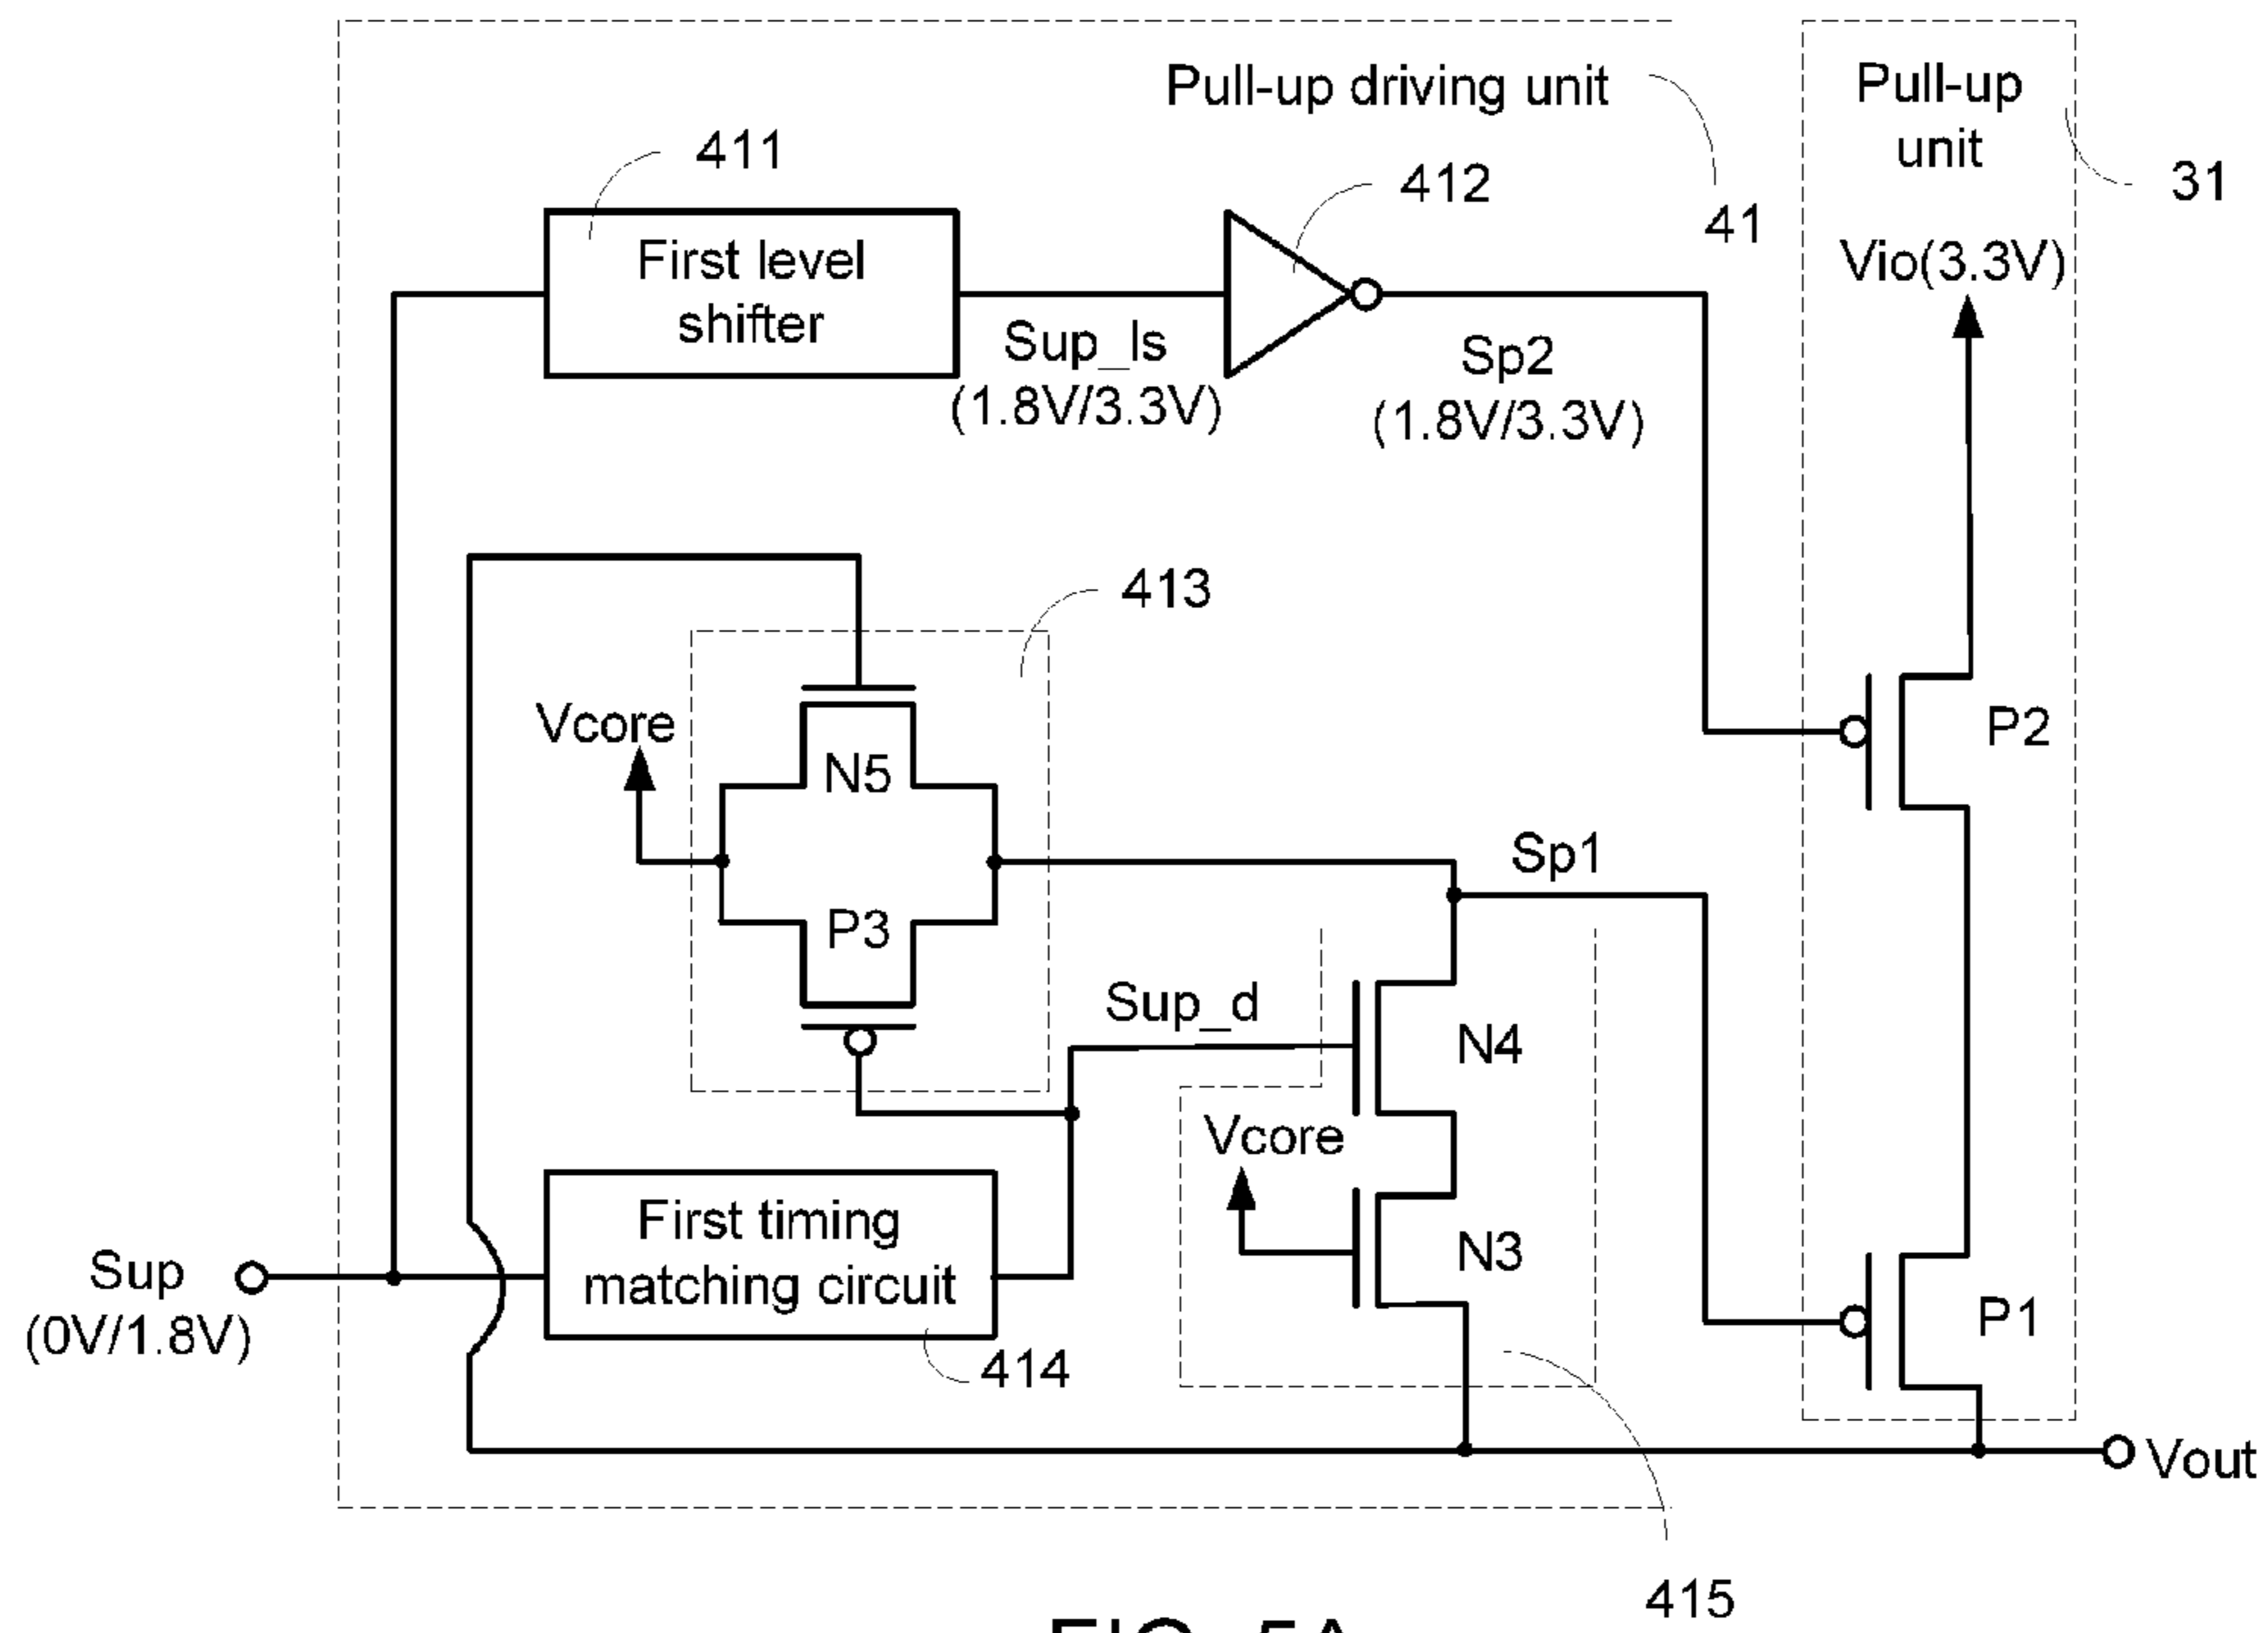 Pull-up driving unit
41
Pull-up
unit
31
411
First level
shifter
412
Sup_ls
(1.8V/3.3V)
Sp2
(1.8V/3.3V)
Vio(3.3V)
P2
413
Vcore
N5
P3
Sp1
Sup_d
N4
Vcore
N3
P1
First timing
matching circuit
414
Sup
(0V/1.8V)
Vout
415
FIG. 5A